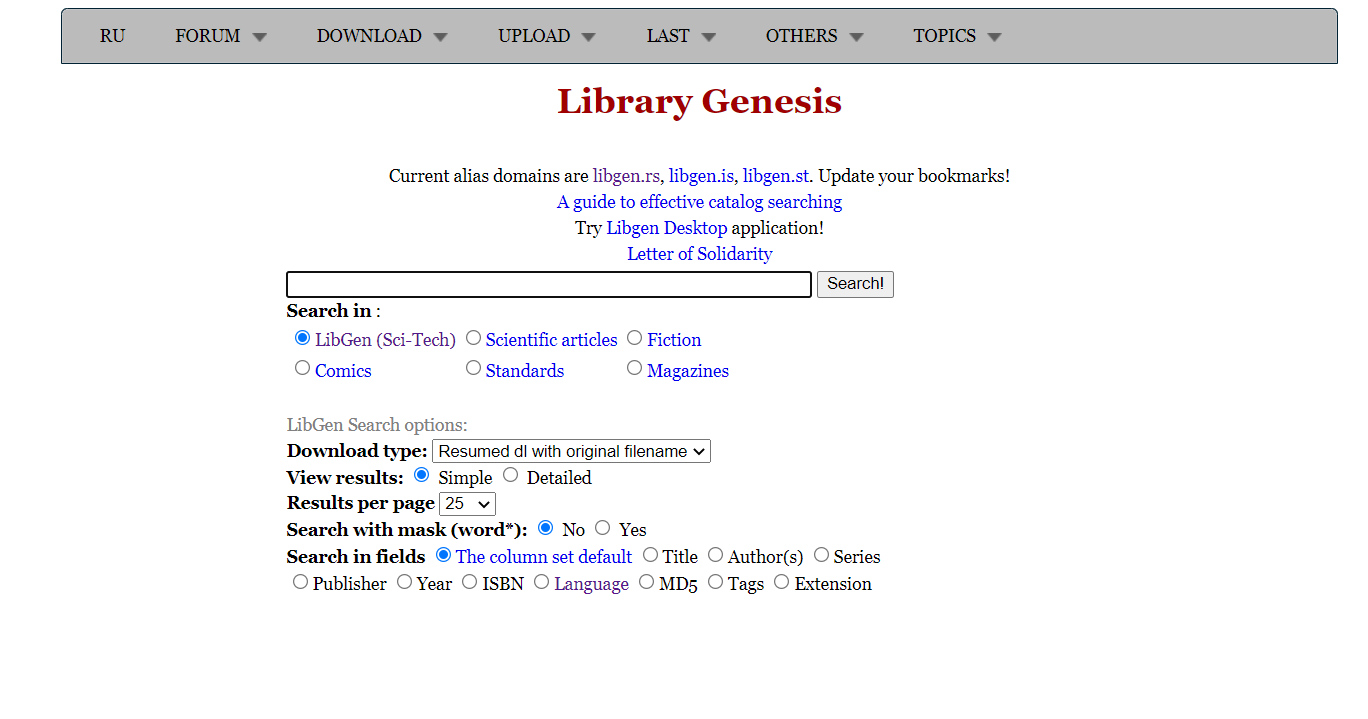 RU FORUM DOWNLOAD UPLOAD LAST OTHERS TOPICS
Library Genesis
Current alias domains are libgen.rs, libgen.is, libgen.st. Update your bookmarks!
A guide to effective catalog searching
Try Libgen Desktop application!
Letter of Solidarity
Search!
Search in :
LibGen (Sci-Tech) Scientific articles Fiction
Comics Standards Magazines
LibGen Search options:
Download type: Resumed dl with original filename
View results: Simple Detailed
Results per page 25
Search with mask (word*): No Yes
Search in fields The column set default Title Author(s) Series
Publisher Year ISBN Language MD5 Tags Extension